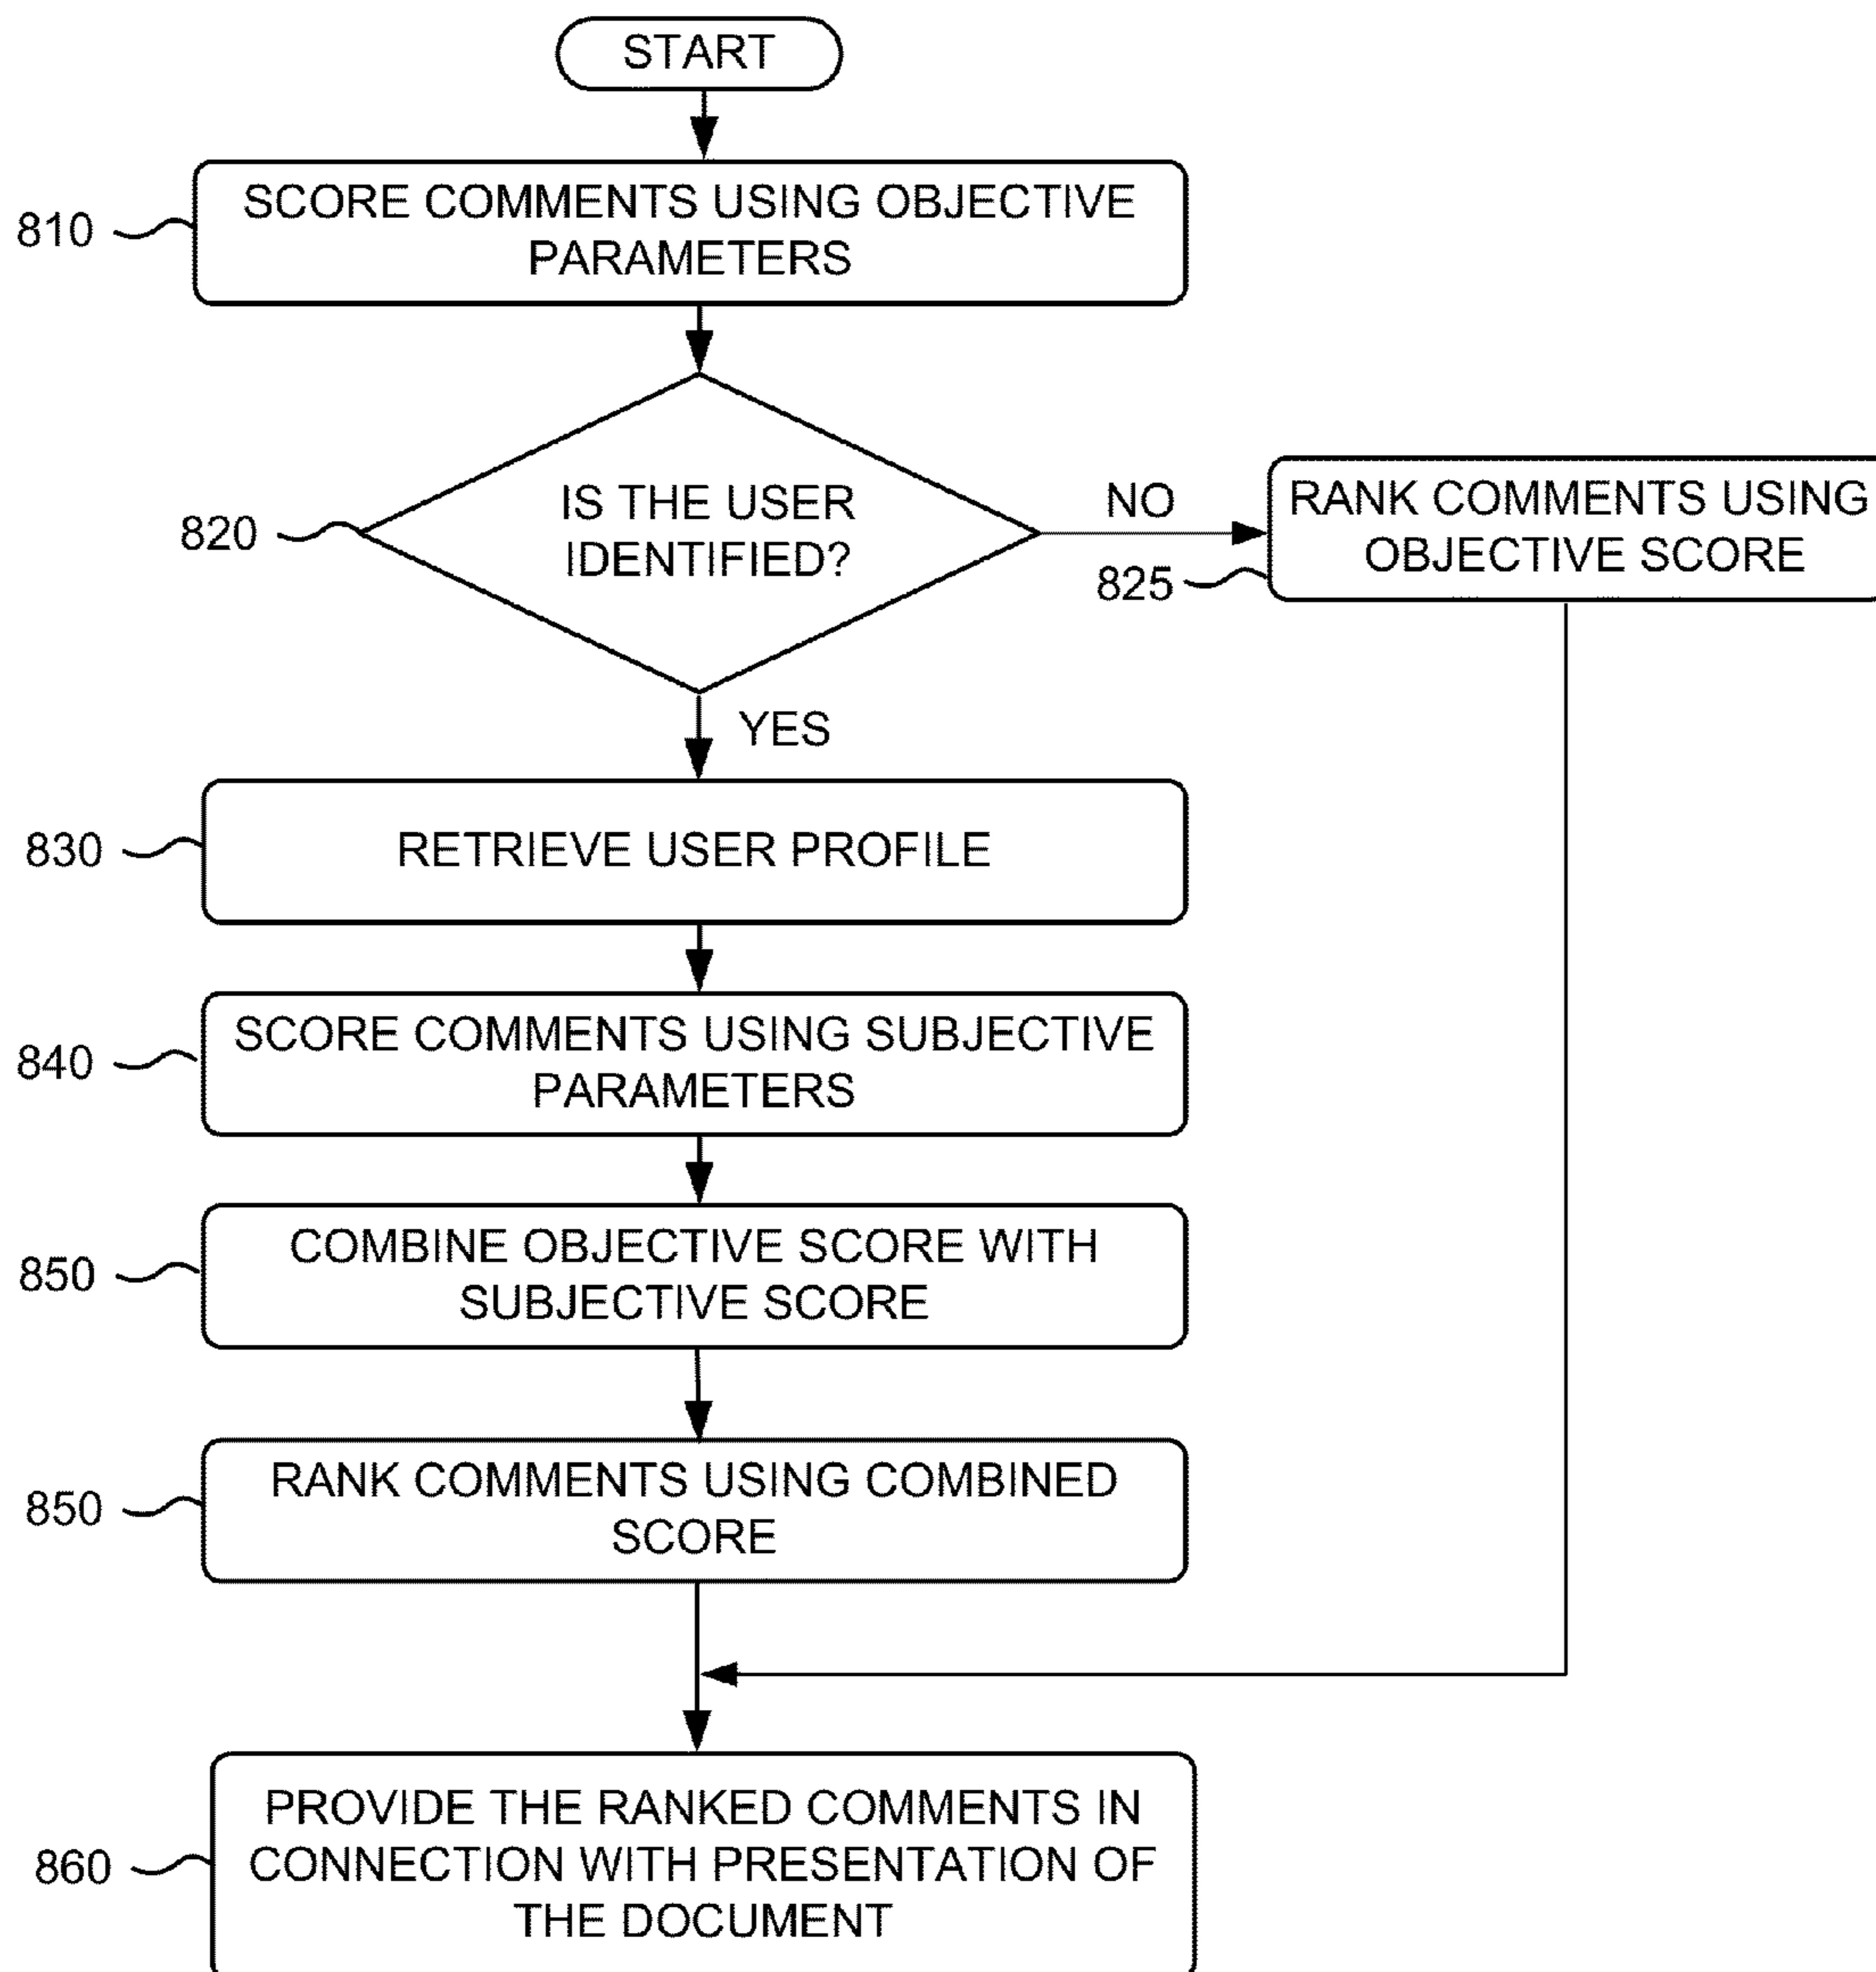 START
810
SCORE COMMENTS USING OBJECTIVE
PARAMETERS
820
IS THE USER
IDENTIFIED?
NO
825
RANK COMMENTS USING
OBJECTIVE SCORE
YES
830
RETRIEVE USER PROFILE
840
SCORE COMMENTS USING SUBJECTIVE
PARAMETERS
850
COMBINE OBJECTIVE SCORE WITH
SUBJECTIVE SCORE
850
RANK COMMENTS USING COMBINED
SCORE
860
PROVIDE THE RANKED COMMENTS IN
CONNECTION WITH PRESENTATION OF
THE DOCUMENT